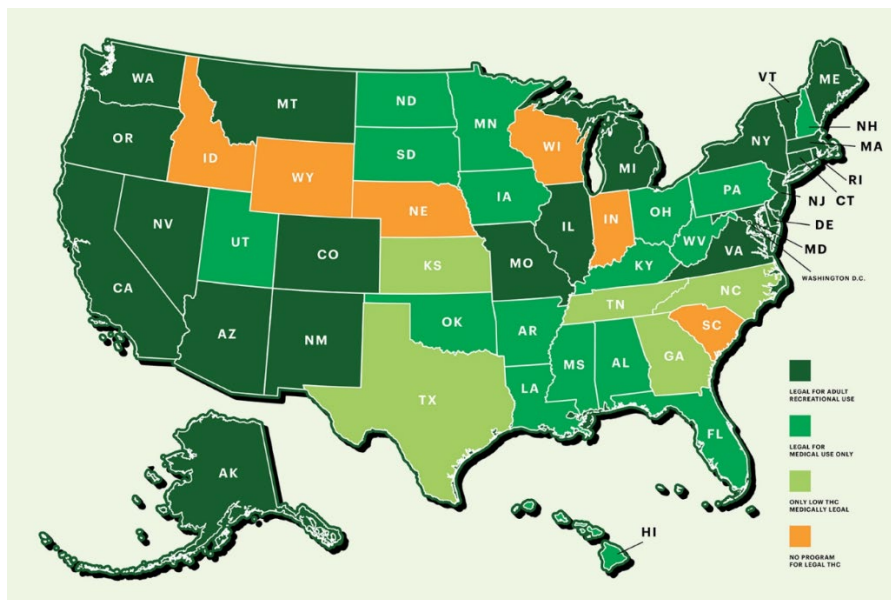 WA
MT
ND
MN
VT
ME
OR
ID
SD
WI
NY
NH
MA
WY
MI
RI
NV
NE
IA
PA
NJ
CT
UT
IL
IN
OH
DE
CO
KS
MO
WV
VA
MD
CA
KY
WASHINGTON D.C.
AZ
NM
OK
AR
TN
NC
SC
TX
LA
MS
AL
GA
FL
AK
HI
LEGAL FOR ADULT
RECREATIONAL USE
LEGAL FOR
MEDICAL USE ONLY
ONLY LOW THC
MEDICALLY LEGAL
NO PROGRAM
FOR LEGAL THC